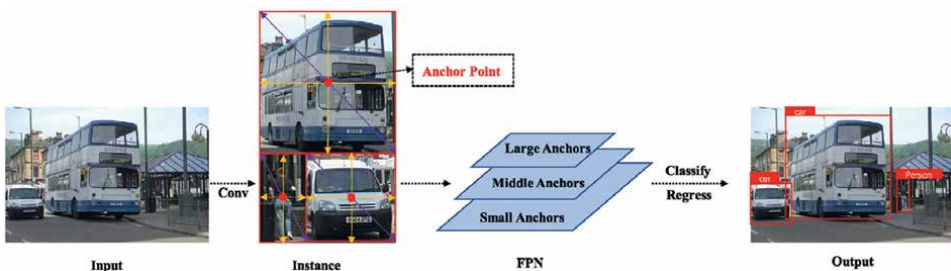 Anchor Point
Large Anchors
Middle Anchors
Small Anchors
Conv
Classify
Regress
car
car
Person
Input
Instance
FPN
Output